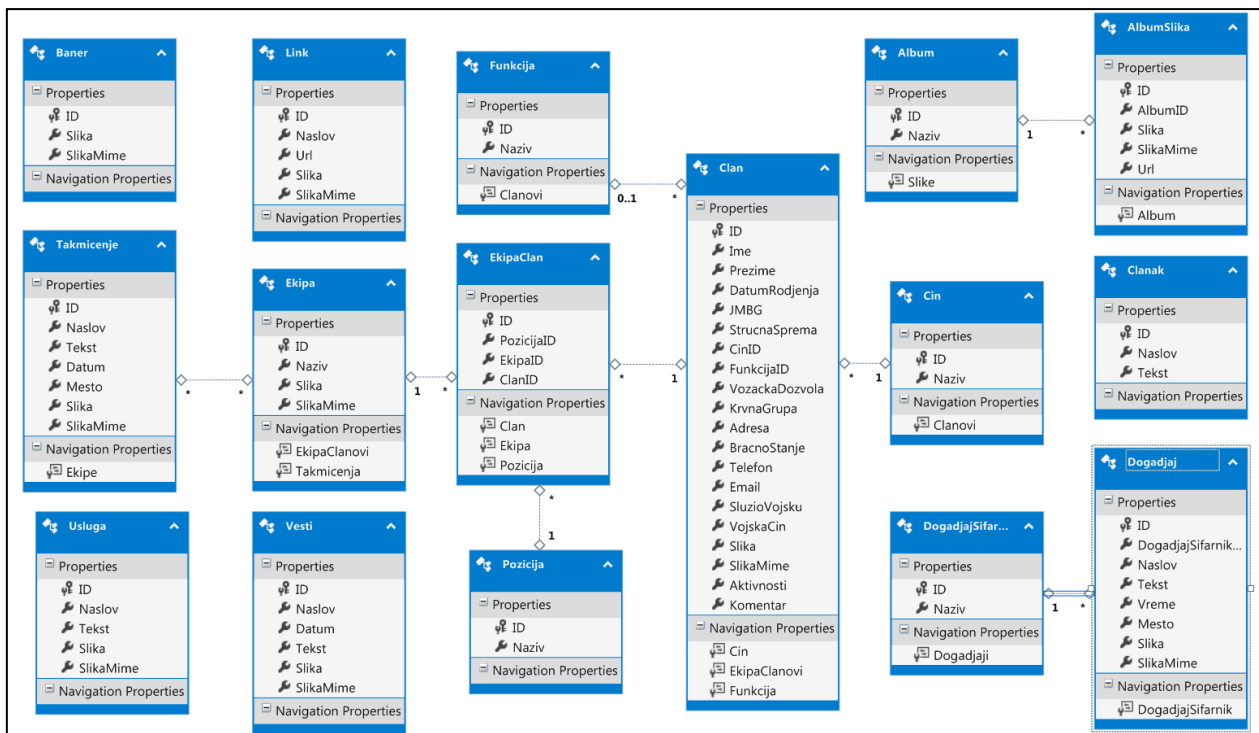 Baner
Properties
ID
Slika
SlikaMime
Navigation Properties
Link
Properties
ID
Naslov
Url
Slika
SlikaMime
Navigation Properties
Funkcija
Properties
ID
Naziv
Navigation Properties
Clanovi
Album
Properties
ID
Naziv
Navigation Properties
Slike
1
*
AlbumSlika
Properties
ID
AlbumID
Slika
SlikaMime
Url
Navigation Properties
Album
0..1
*
Clan
Properties
ID
Ime
Prezime
DatumRodjenja
JMBG
StrucnaSprema
CinID
FunkcijaID
VozackaDozvola
KrvnaGrupa
Adresa
BracnoStanje
Telefon
Email
SluzioVojsku
VojskaCin
Slika
SlikaMime
Aktivnosti
Komentar
Navigation Properties
Cin
EkipaClanovi
Funkcija
Takmicenje
Properties
ID
Naslov
Tekst
Datum
Mesto
Slika
SlikaMime
Navigation Properties
Ekipe
*
*
Ekipa
Properties
ID
Naziv
Slika
SlikaMime
Navigation Properties
EkipaClanovi
Takmicenja
1
*
EkipaClan
Properties
ID
PozicijaID
EkipaID
ClanID
Navigation Properties
Clan
Ekipa
Pozicija
*
1
*
1
Cin
Properties
ID
Naziv
Navigation Properties
Clanovi
Clanak
Properties
ID
Naslov
Tekst
Navigation Properties
*
1
Usluga
Properties
ID
Naslov
Tekst
Slika
SlikaMime
Navigation Properties
Vesti
Properties
ID
Naslov
Datum
Tekst
Slika
SlikaMime
Navigation Properties
Pozicija
Properties
ID
Naziv
Navigation Properties
DogadjajSifar...
Properties
ID
Naziv
Navigation Properties
Dogadjaji
1
*
Dogadjaj
Properties
ID
DogadjajSifarnik...
Naslov
Tekst
Vreme
Mesto
Slika
SlikaMime
Navigation Properties
DogadjajSifarnik